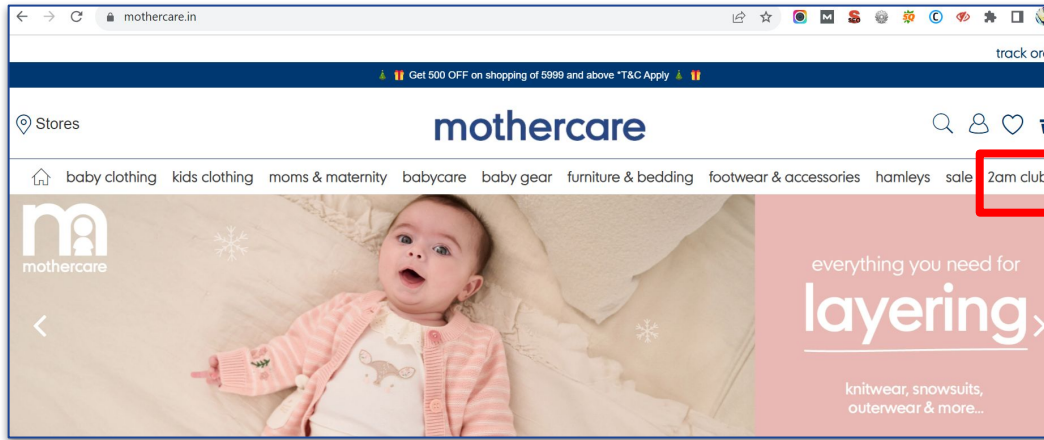 mothercare.in
track or
Get 500 OFF on shopping of 5999 and above *T&C Apply
Stores
mothercare
baby clothing kids clothing moms & maternity babycare baby gear furniture & bedding footwear & accessories hamleys sale 2am club
m
mothercare
everything you need for
layering
knitwear, snowsuits,
outerwear & more...